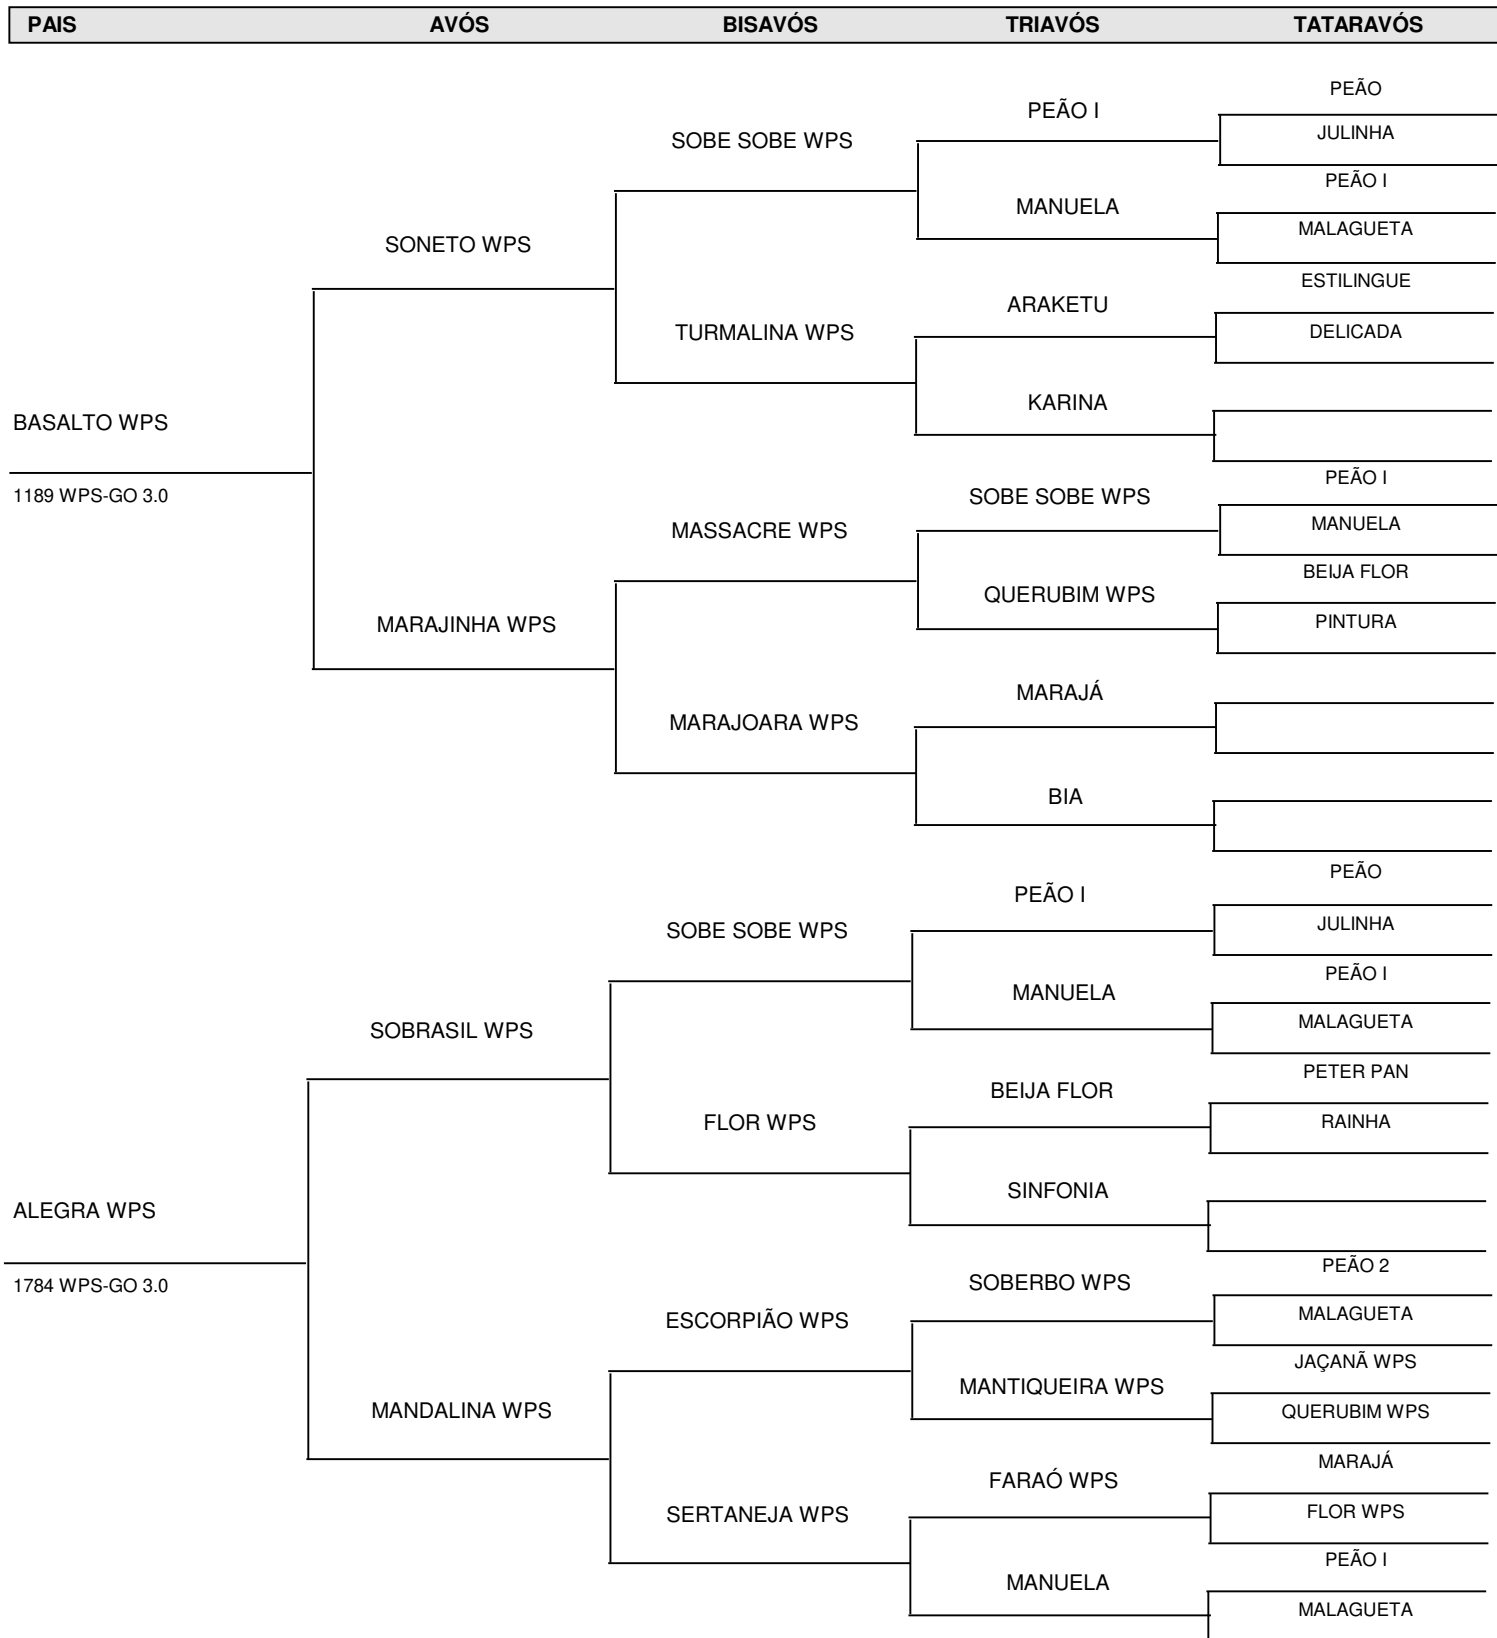 PAIS AVÓS BISAVÓS TRIAVÓS TATARAVÓS
PEÃO
PEÃO I
JULINHA
SOBE SOBE WPS
PEÃO I
MANUELA
MALAGUETA
SONETO WPS
ESTILINGUE
ARAKETU
TURMALINA WPS
DELICADA
KARINA
BASALTO WPS
PEÃO I
1189 WPS-GO 3.0
SOBE SOBE WPS
MASSACRE WPS
MANUELA
BEIJA FLOR
QUERUBIM WPS
MARAJINHA WPS
PINTURA
MARAJÁ
MARAJOARA WPS
BIA
PEÃO
PEÃO I
SOBE SOBE WPS
JULINHA
PEÃO I
MANUELA
SOBRASIL WPS
MALAGUETA
PETER PAN
BEIJA FLOR
FLOR WPS
RAINHA
SINFONIA
ALEGRA WPS
PEÃO 2
1784 WPS-GO 3.0
SOBERBO WPS
ESCORPIÃO WPS
MALAGUETA
JAÇANÃ WPS
MANTIQUEIRA WPS
MANDALINA WPS
QUERUBIM WPS
MARAJÁ
FARAÓ WPS
SERTANEJA WPS
FLOR WPS
PEÃO I
MANUELA
MALAGUETA